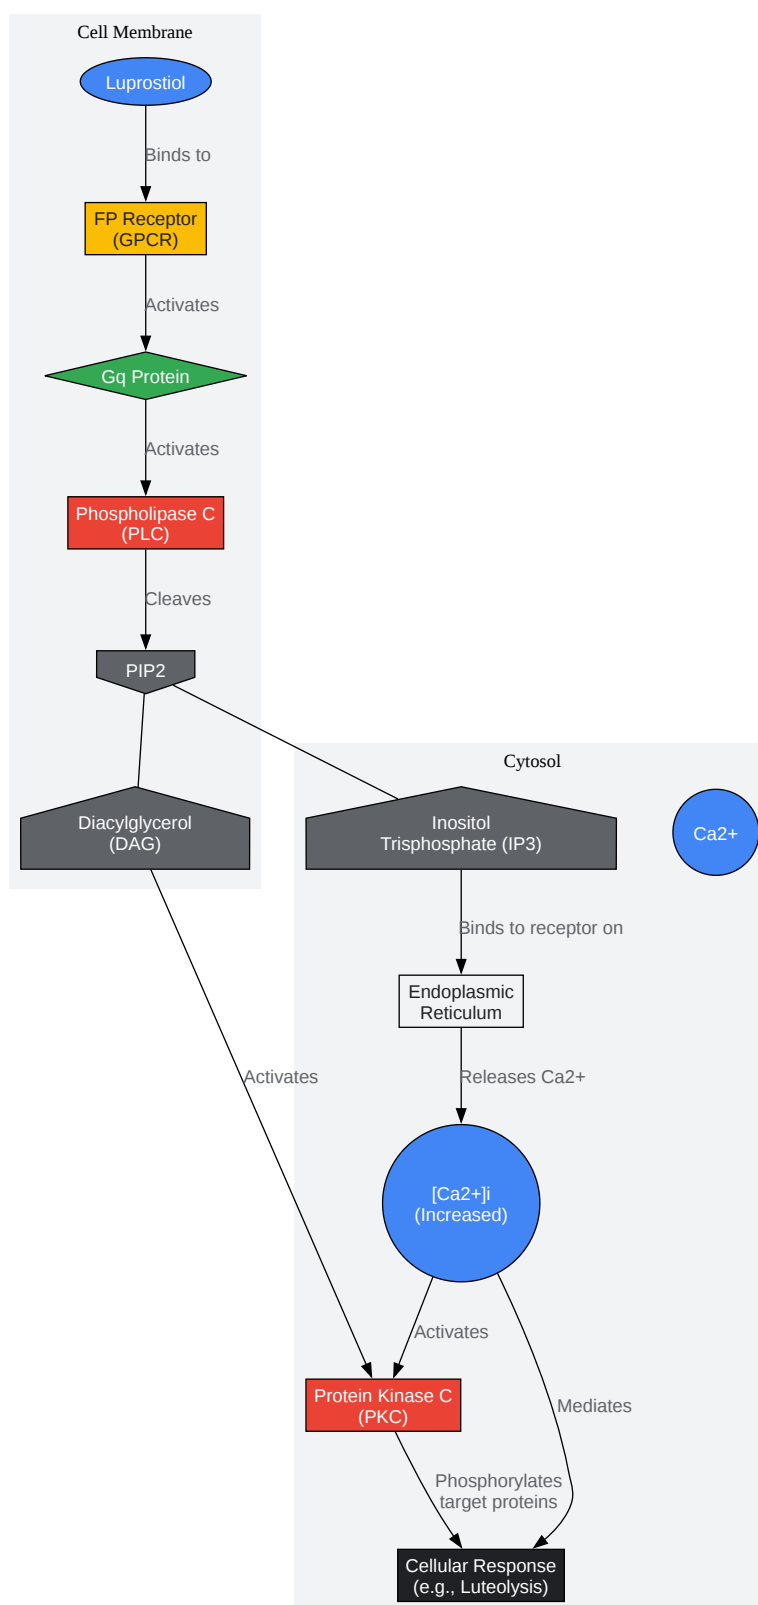 Cell Membrane
Luprostiol
Binds to
FP Receptor
(GPCR)
Activates
Gq Protein
Activates
Phospholipase C
(PLC)
Cleaves
PIP2
Cytosol
Diacylglycerol
(DAG)
Inositol
Trisphosphate (IP3)
Ca2+
Binds to receptor on
Endoplasmic
Reticulum
Activates
Releases Ca2+
[Ca2+]i
(Increased)
Activates
Protein Kinase C
(PKC)
Mediates
Phosphorylates
target proteins
Cellular Response
(e.g., Luteolysis)